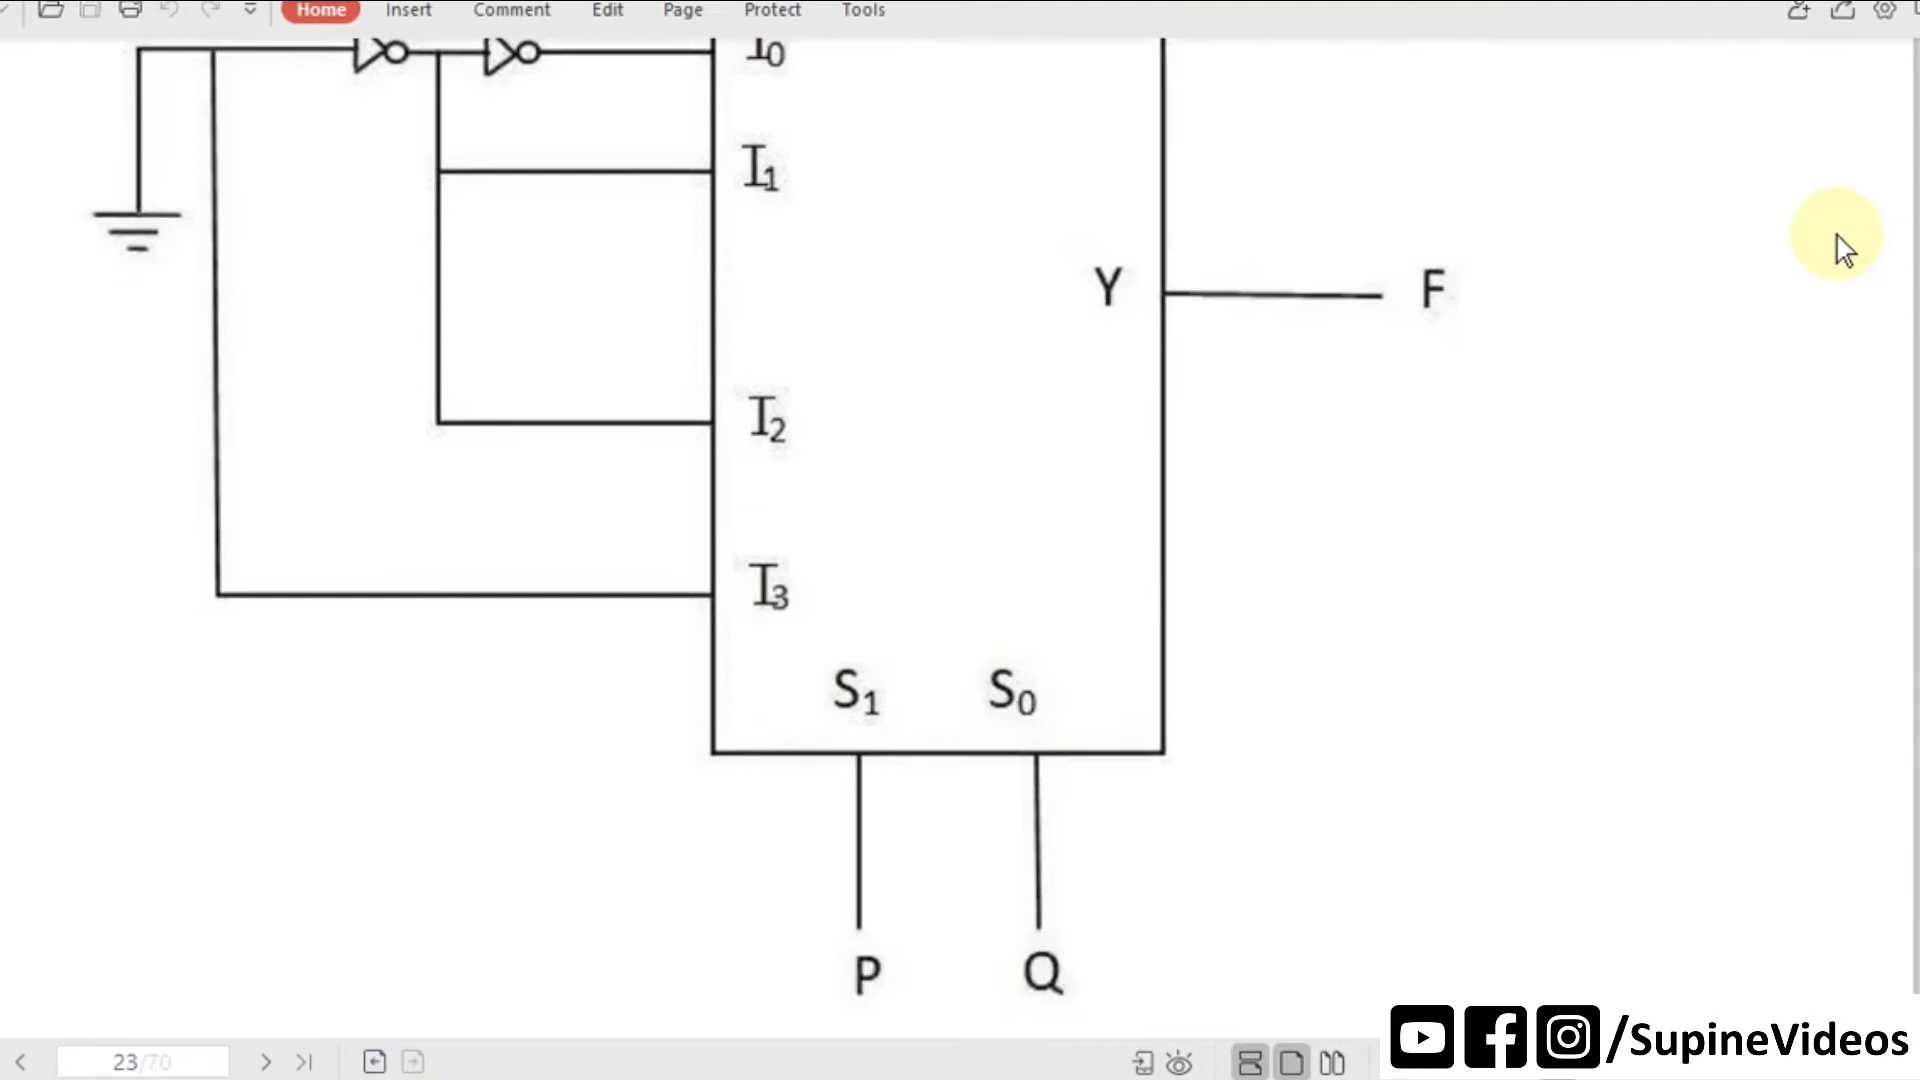 Home Insert Comment Edit Page Protect Tools
I0
I1
Y F
I2
I3
S1 S0
P Q
23/70
/SupineVideos